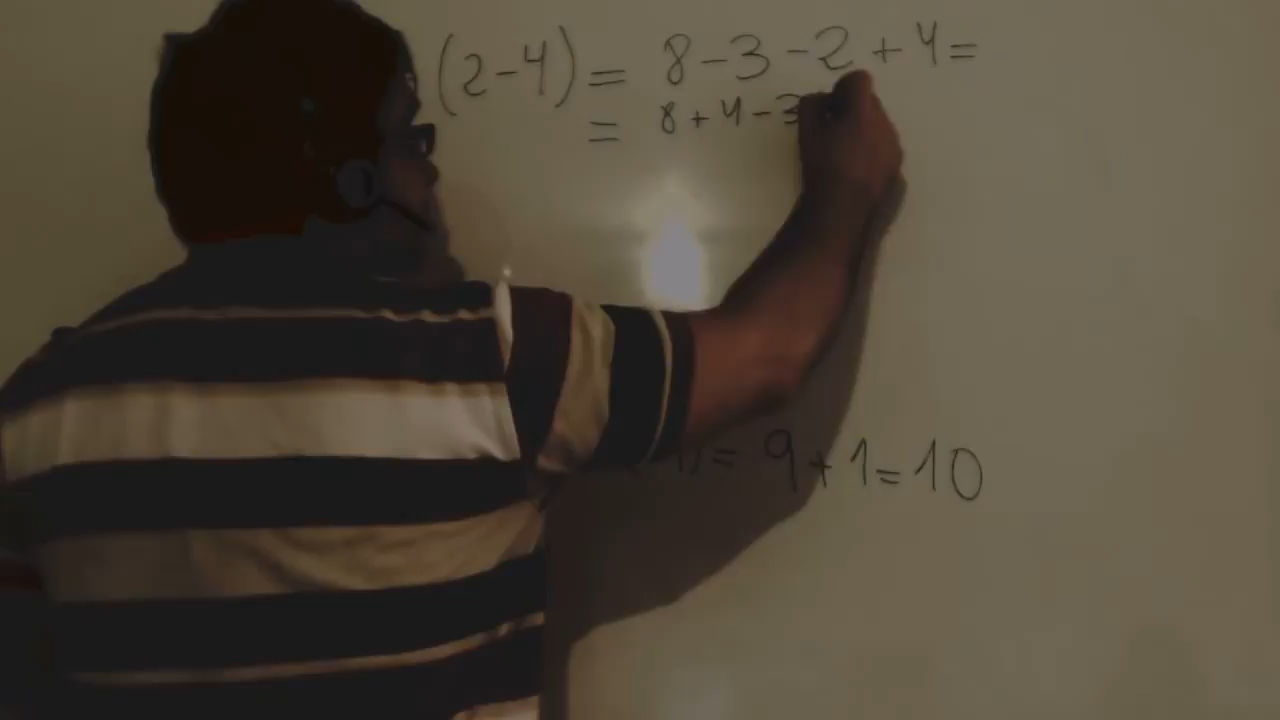 (2-4) = 8-3-2+4=
= 8+4-3
= 9+1=10